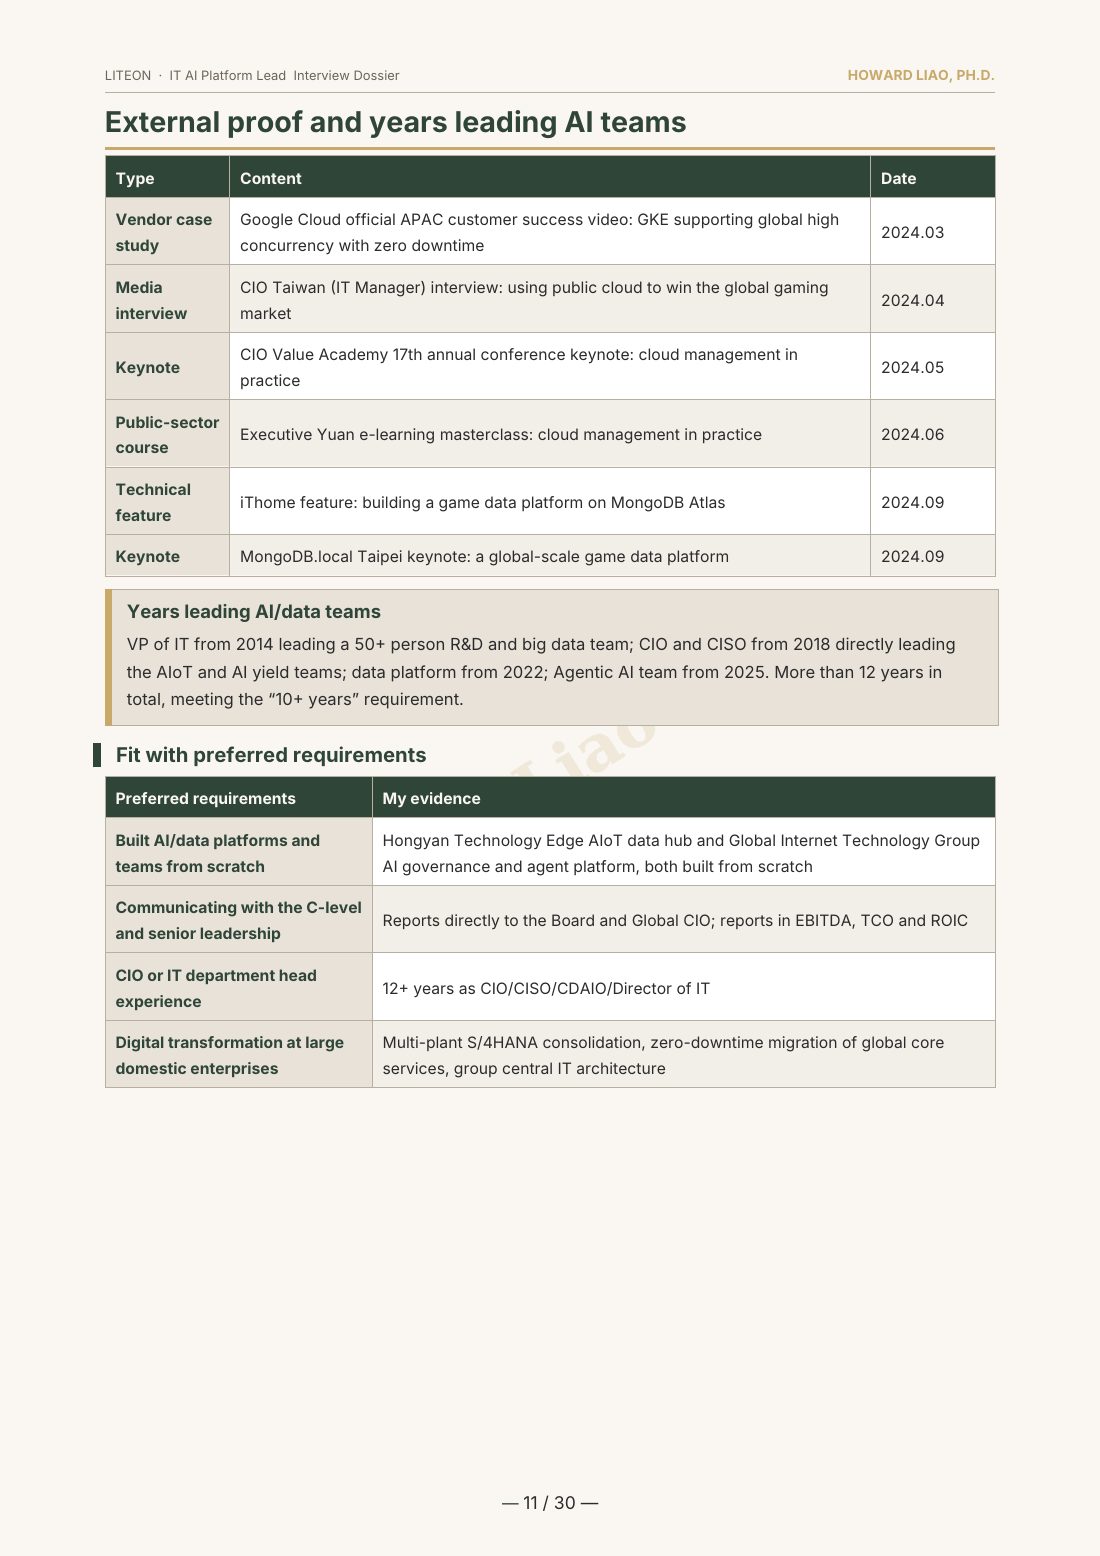 LITEON · IT AI Platform Lead Interview Dossier
HOWARD LIAO, PH.D.
External proof and years leading AI teams
Type Content Date
Vendor case study
Google Cloud official APAC customer success video: GKE supporting global high
concurrency with zero downtime
2024.03
Media interview
CIO Taiwan (IT Manager) interview: using public cloud to win the global gaming
market
2024.04
Keynote
CIO Value Academy 17th annual conference keynote: cloud management in
practice
2024.05
Public-sector course
Executive Yuan e-learning masterclass: cloud management in practice
2024.06
Technical feature
iThome feature: building a game data platform on MongoDB Atlas
2024.09
Keynote
MongoDB.local Taipei keynote: a global-scale game data platform
2024.09
Years leading AI/data teams
VP of IT from 2014 leading a 50+ person R&D and big data team; CIO and CISO from 2018 directly leading
the AIoT and AI yield teams; data platform from 2022; Agentic AI team from 2025. More than 12 years in
total, meeting the “10+ years” requirement.
Liao
Fit with preferred requirements
Preferred requirements My evidence
Built AI/data platforms and
teams from scratch
Hongyan Technology Edge AIoT data hub and Global Internet Technology Group
AI governance and agent platform, both built from scratch
Communicating with the C-level
and senior leadership
Reports directly to the Board and Global CIO; reports in EBITDA, TCO and ROIC
CIO or IT department head
experience
12+ years as CIO/CISO/CDAIO/Director of IT
Digital transformation at large
domestic enterprises
Multi-plant S/4HANA consolidation, zero-downtime migration of global core
services, group central IT architecture
— 11 / 30 —